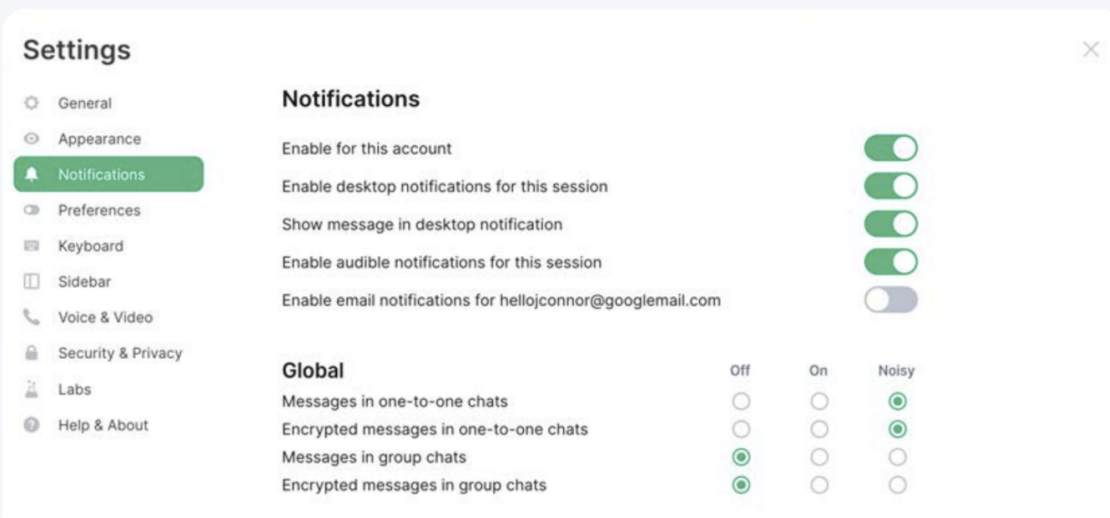 Settings
General
Appearance
Notifications
Preferences
Keyboard
Sidebar
Voice & Video
Security & Privacy
Labs
Help & About
Notifications
Enable for this account
Enable desktop notifications for this session
Show message in desktop notification
Enable audible notifications for this session
Enable email notifications for hellojconnor@googlemail.com
Global Off On Noisy
Messages in one-to-one chats
Encrypted messages in one-to-one chats
Messages in group chats
Encrypted messages in group chats